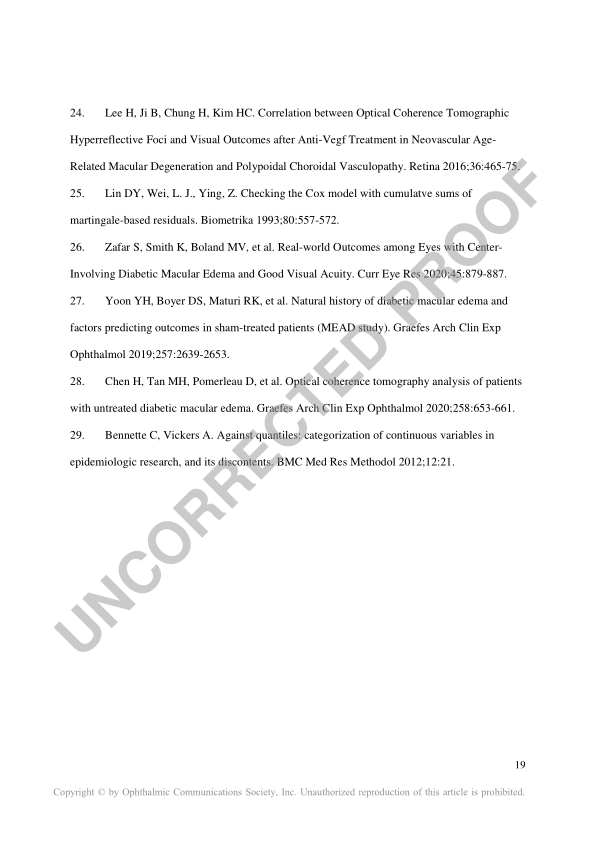 24. Lee H, Ji B, Chung H, Kim HC. Correlation between Optical Coherence Tomographic
Hyperreflective Foci and Visual Outcomes after Anti-Vegf Treatment in Neovascular Age-
Related Macular Degeneration and Polypoidal Choroidal Vasculopathy. Retina 2016;36:465-75.
25. Lin DY, Wei, L. J., Ying, Z. Checking the Cox model with cumulatve sums of
martingale-based residuals. Biometrika 1993;80:557-572.
26. Zafar S, Smith K, Boland MV, et al. Real-world Outcomes among Eyes with Center-
Involving Diabetic Macular Edema and Good Visual Acuity. Curr Eye Res 2020;45:879-887.
27. Yoon YH, Boyer DS, Maturi RK, et al. Natural history of diabetic macular edema and
factors predicting outcomes in sham-treated patients (MEAD study). Graefes Arch Clin Exp
Ophthalmol 2019;257:2639-2653.
28. Chen H, Tan MH, Pomerleau D, et al. Optical coherence tomography analysis of patients
with untreated diabetic macular edema. Graefes Arch Clin Exp Ophthalmol 2020;258:653-661.
29. Bennette C, Vickers A. Against quantiles: categorization of continuous variables in
epidemiologic research, and its discontents. BMC Med Res Methodol 2012;12:21.
UNCORRECTED PROOF
19
Copyright © by Ophthalmic Communications Society, Inc. Unauthorized reproduction of this article is prohibited.